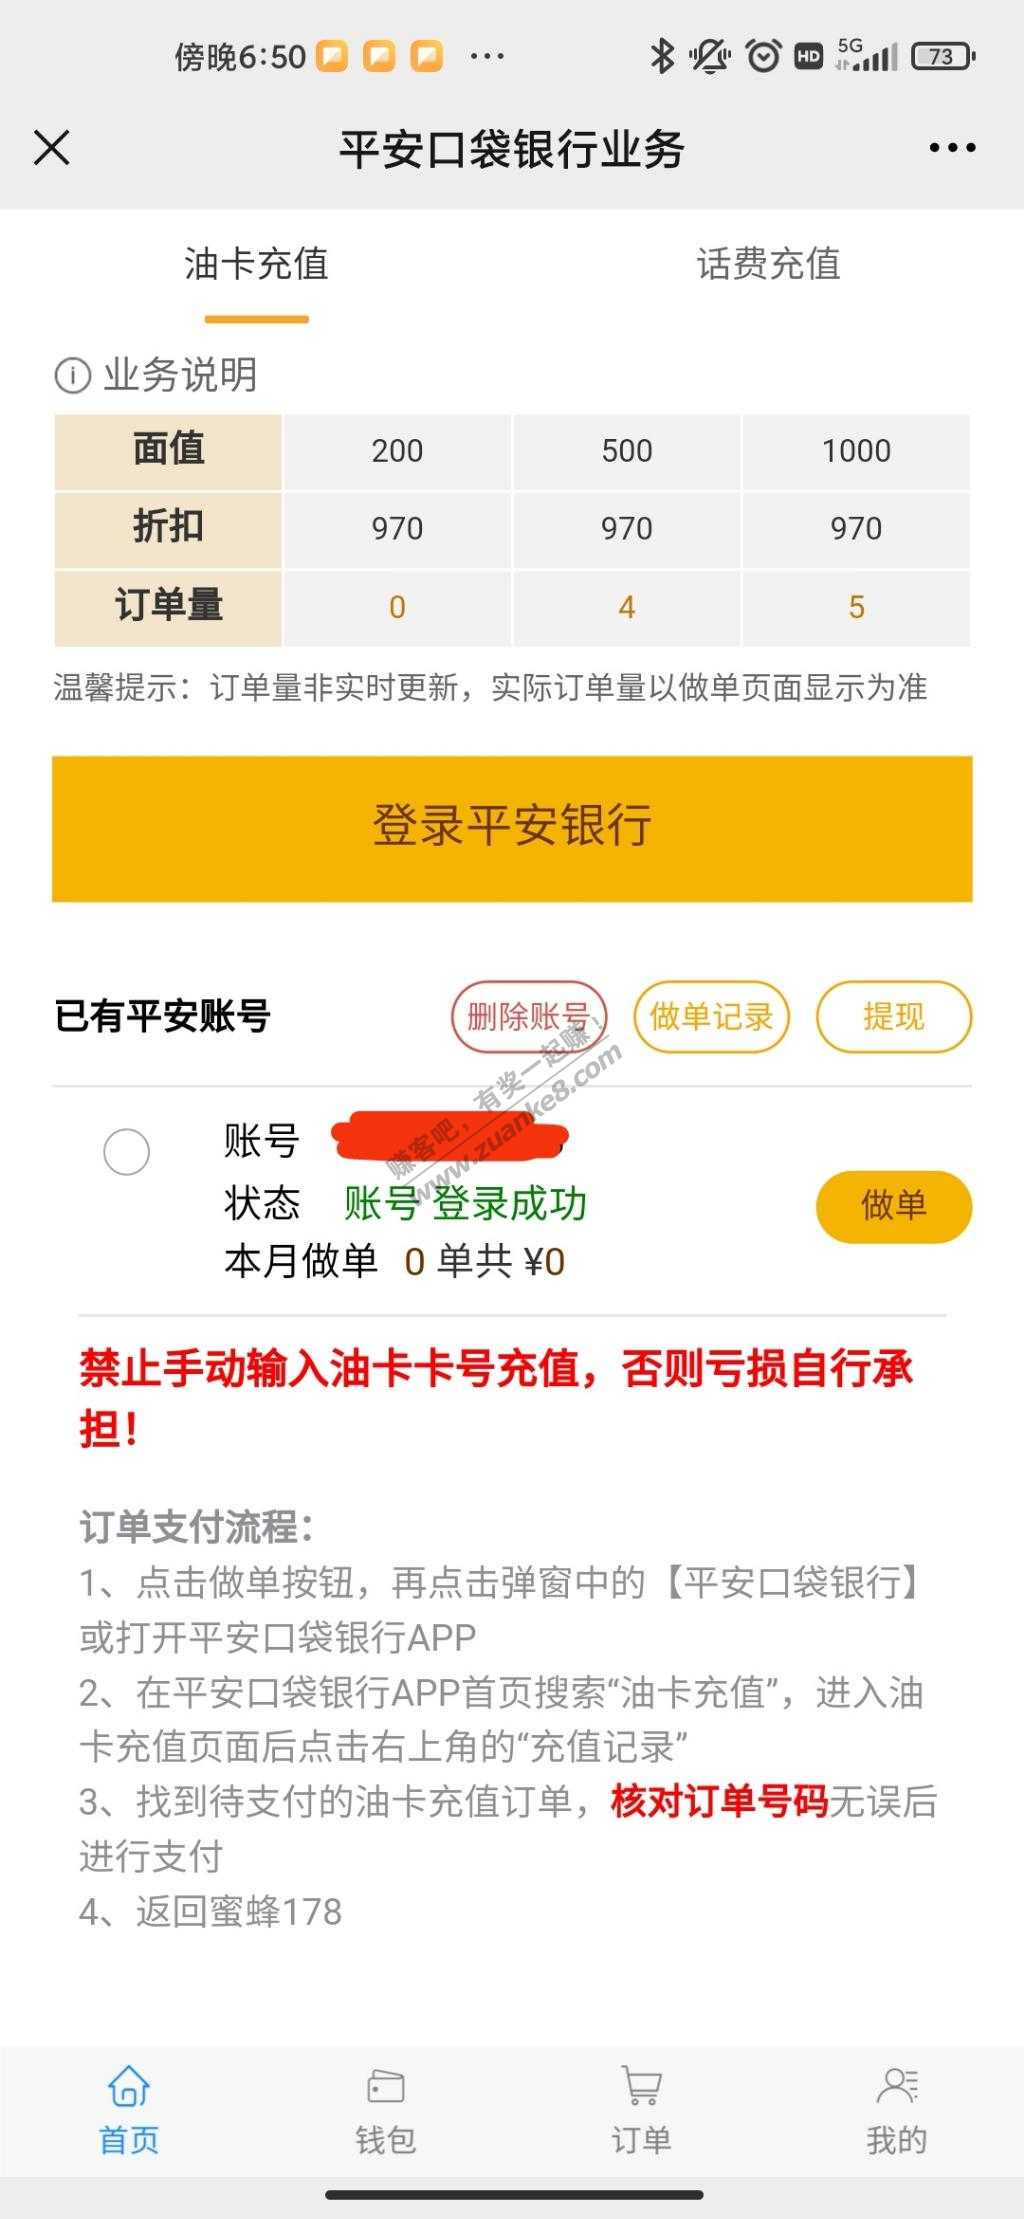 傍晚6:50 HD 5G 73
平安口袋银行业务
油卡充值 话费充值
业务说明
面值 200 500 1000
折扣 970 970 970
订单量 0 4 5
温馨提示：订单量非实时更新，实际订单量以做单页面显示为准
登录平安银行
已有平安账号 删除账号 做单记录 提现
赚客吧，有奖一起赚！
www.zuanke8.com
账号
状态 账号 登录成功 做单
本月做单 0 单共 ¥0
禁止手动输入油卡卡号充值，否则亏损自行承
担！
订单支付流程：
1、点击做单按钮，再点击弹窗中的【平安口袋银行】
或打开平安口袋银行APP
2、在平安口袋银行APP首页搜索“油卡充值”，进入油
卡充值页面后点击右上角的“充值记录”
3、找到待支付的油卡充值订单，核对订单号码无误后
进行支付
4、返回蜜蜂178
首页 钱包 订单 我的